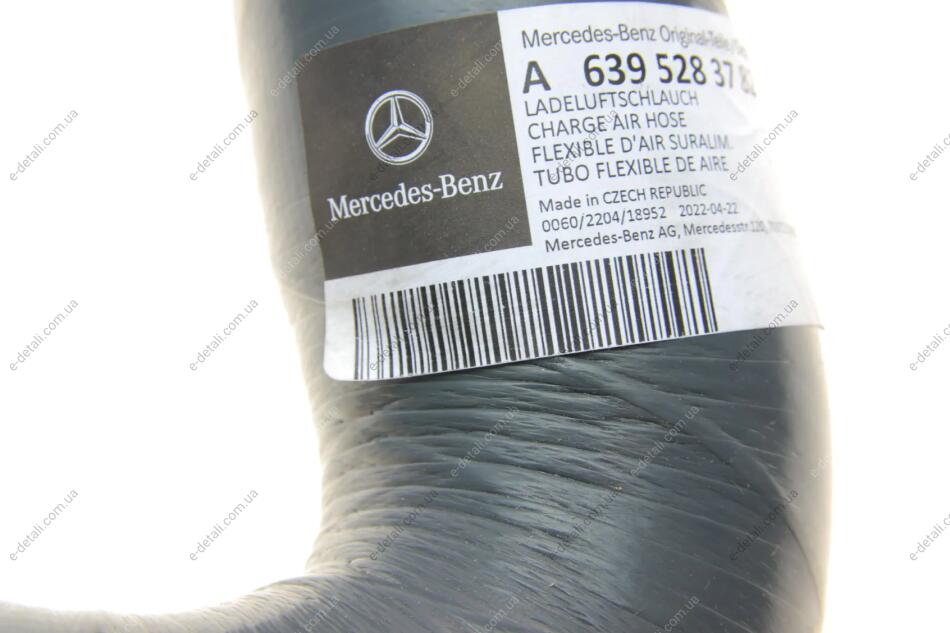 Mercedes-Benz
Mercedes-Benz Original-Teile
A 639 528 37 82
LADELUFTSCHLAUCH
CHARGE AIR HOSE
FLEXIBLE D'AIR SURALIM.
TUBO FLEXIBLE DE AIRE
Made in CZECH REPUBLIC
0060/2204/18952 2022-04-22
Mercedes-Benz AG, Mercedesstr.120,
e-detali.com.ua